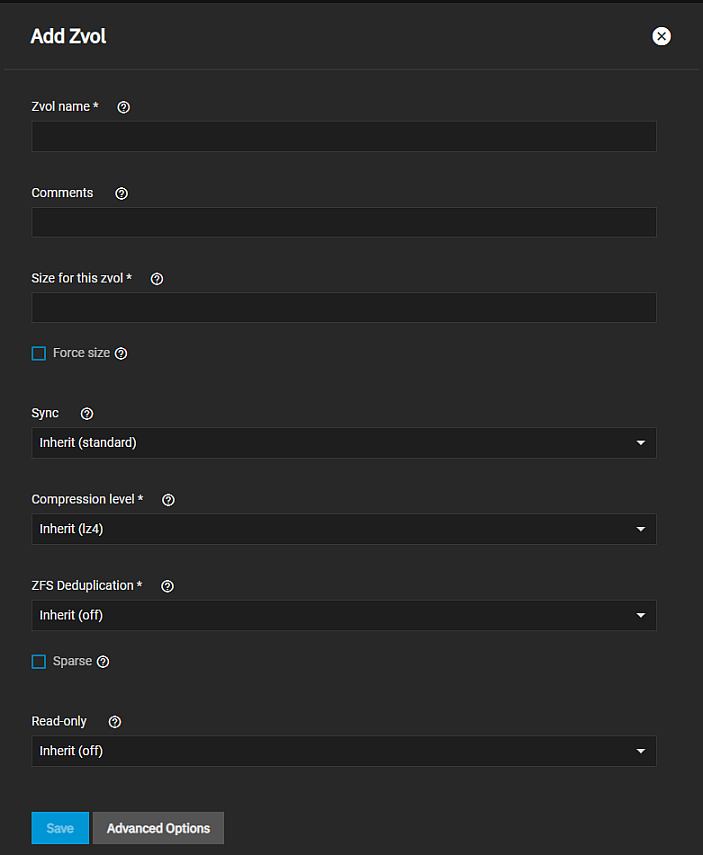 Add Zvol
Zvol name *
Comments
Size for this zvol *
Force size
Sync
Inherit (standard)
Compression level *
Inherit (lz4)
ZFS Deduplication *
Inherit (off)
Sparse
Read-only
Inherit (off)
Save Advanced Options